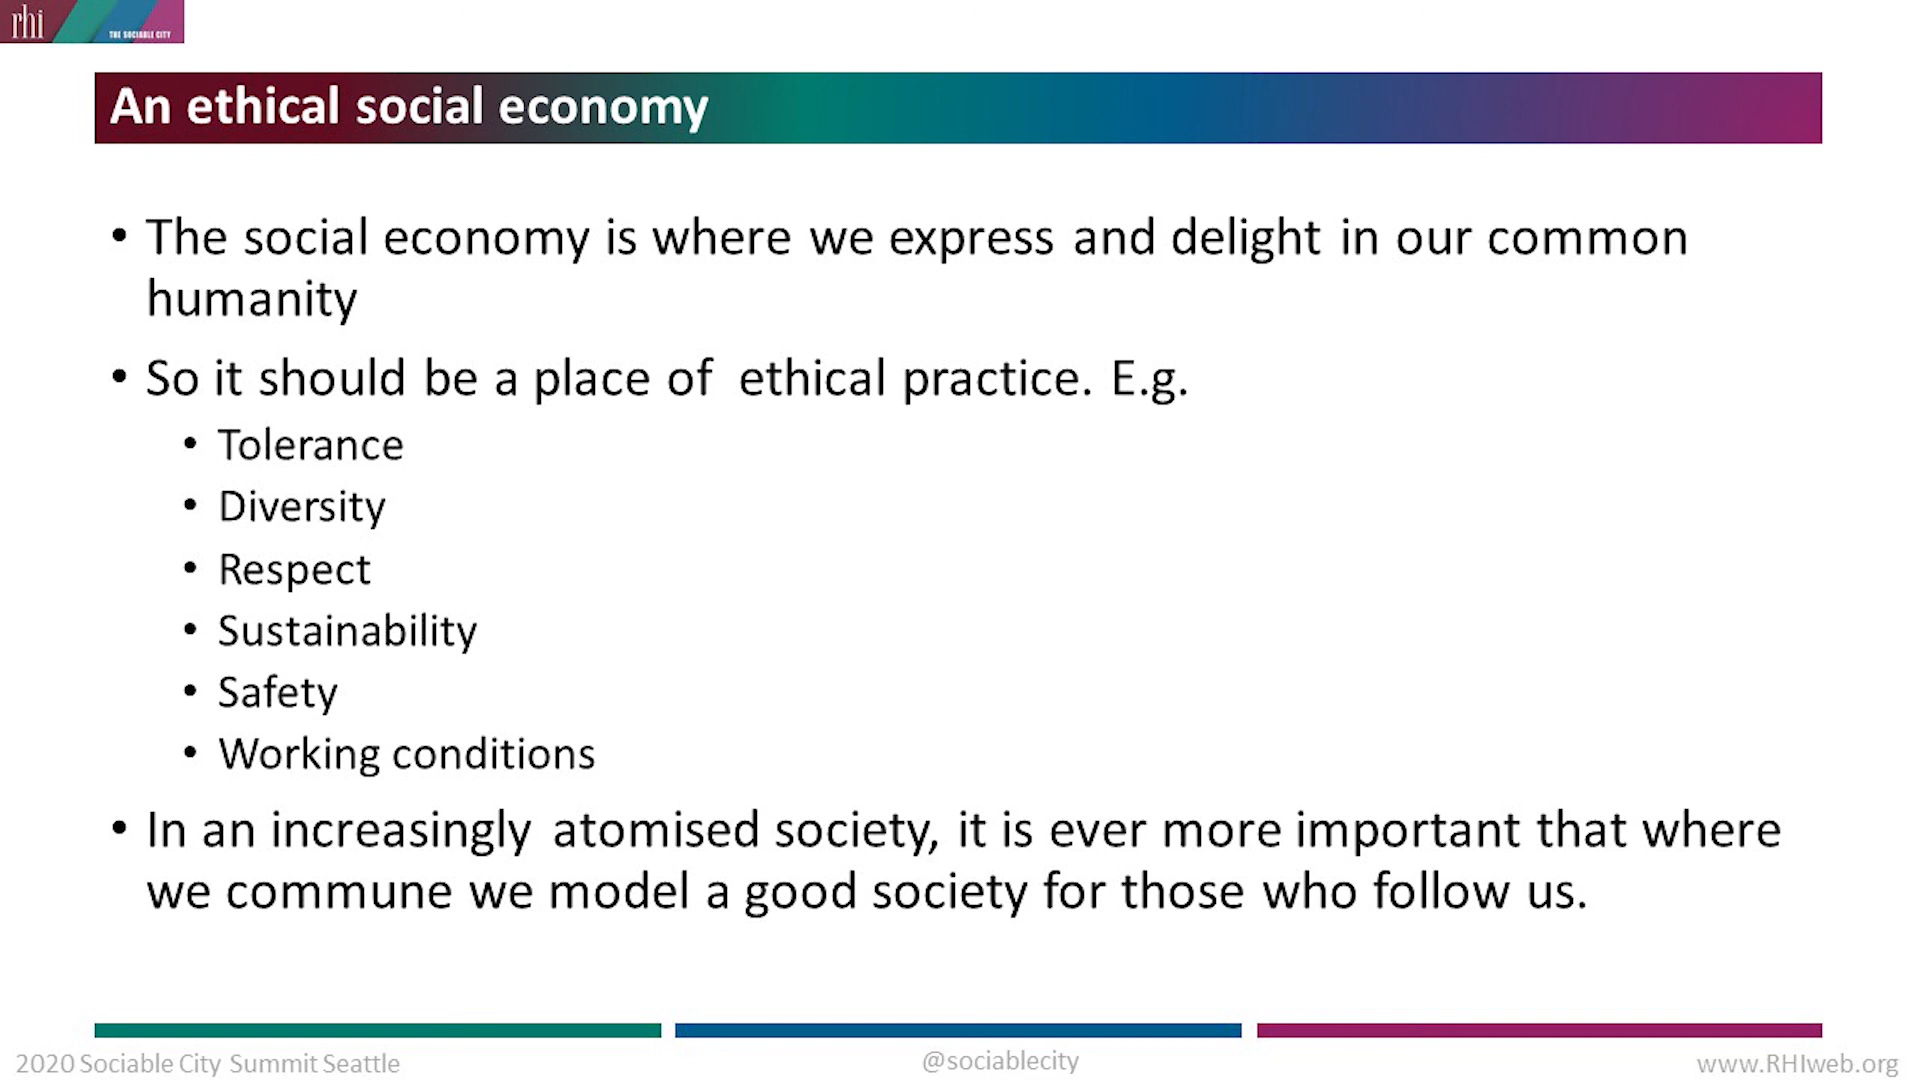 rhi
THE SOCIABLE CITY
An ethical social economy
• The social economy is where we express and delight in our common
humanity
• So it should be a place of ethical practice. E.g.
• Tolerance
• Diversity
• Respect
• Sustainability
• Safety
• Working conditions
• In an increasingly atomised society, it is ever more important that where
we commune we model a good society for those who follow us.
2020 Sociable City Summit Seattle
@sociablecity
www.RHIweb.org